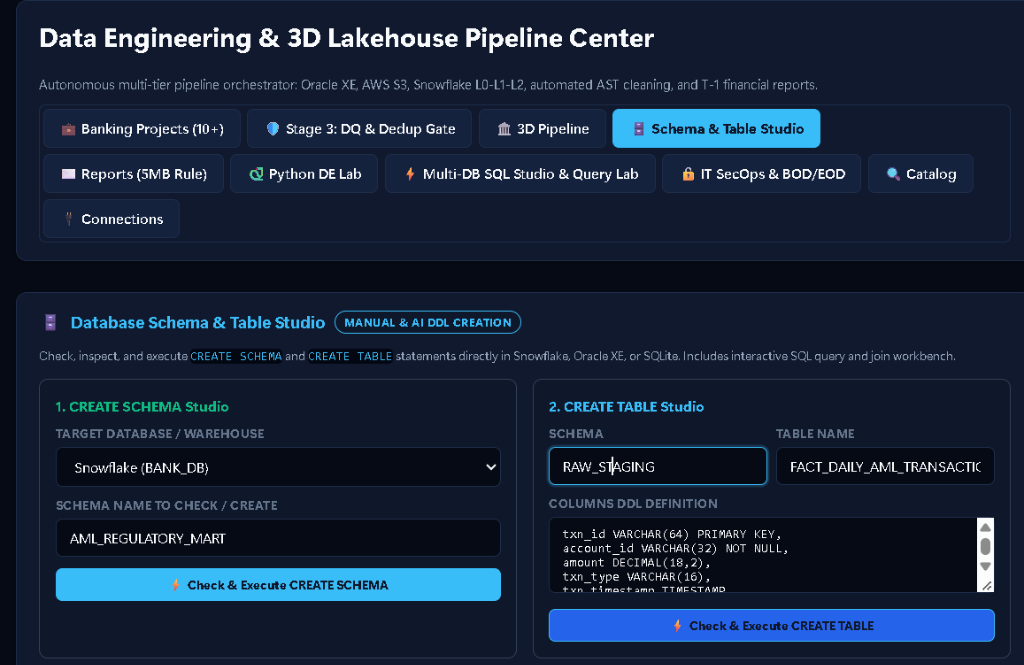 Data Engineering & 3D Lakehouse Pipeline Center
Autonomous multi-tier pipeline orchestrator: Oracle XE, AWS S3, Snowflake L0-L1-L2, automated AST cleaning, and T-1 financial reports.
Banking Projects (10+)
Stage 3: DQ & Dedup Gate
3D Pipeline
Schema & Table Studio
Reports (5MB Rule)
Python DE Lab
Multi-DB SQL Studio & Query Lab
IT SecOps & BOD/EOD
Catalog
Connections
Database Schema & Table Studio
MANUAL & AI DDL CREATION
Check, inspect, and execute CREATE SCHEMA and CREATE TABLE statements directly in Snowflake, Oracle XE, or SQLite. Includes interactive SQL query and join workbench.
1. CREATE SCHEMA Studio
TARGET DATABASE / WAREHOUSE
Snowflake (BANK_DB)
SCHEMA NAME TO CHECK / CREATE
AML_REGULATORY_MART
Check & Execute CREATE SCHEMA
2. CREATE TABLE Studio
SCHEMA
TABLE NAME
RAW_STAGING
FACT_DAILY_AML_TRANSACTIC
COLUMNS DDL DEFINITION
txn_id VARCHAR(64) PRIMARY KEY,
account_id VARCHAR(32) NOT NULL,
amount DECIMAL(18,2),
txn_type VARCHAR(16),
txn_timestamp TIMESTAMP
Check & Execute CREATE TABLE